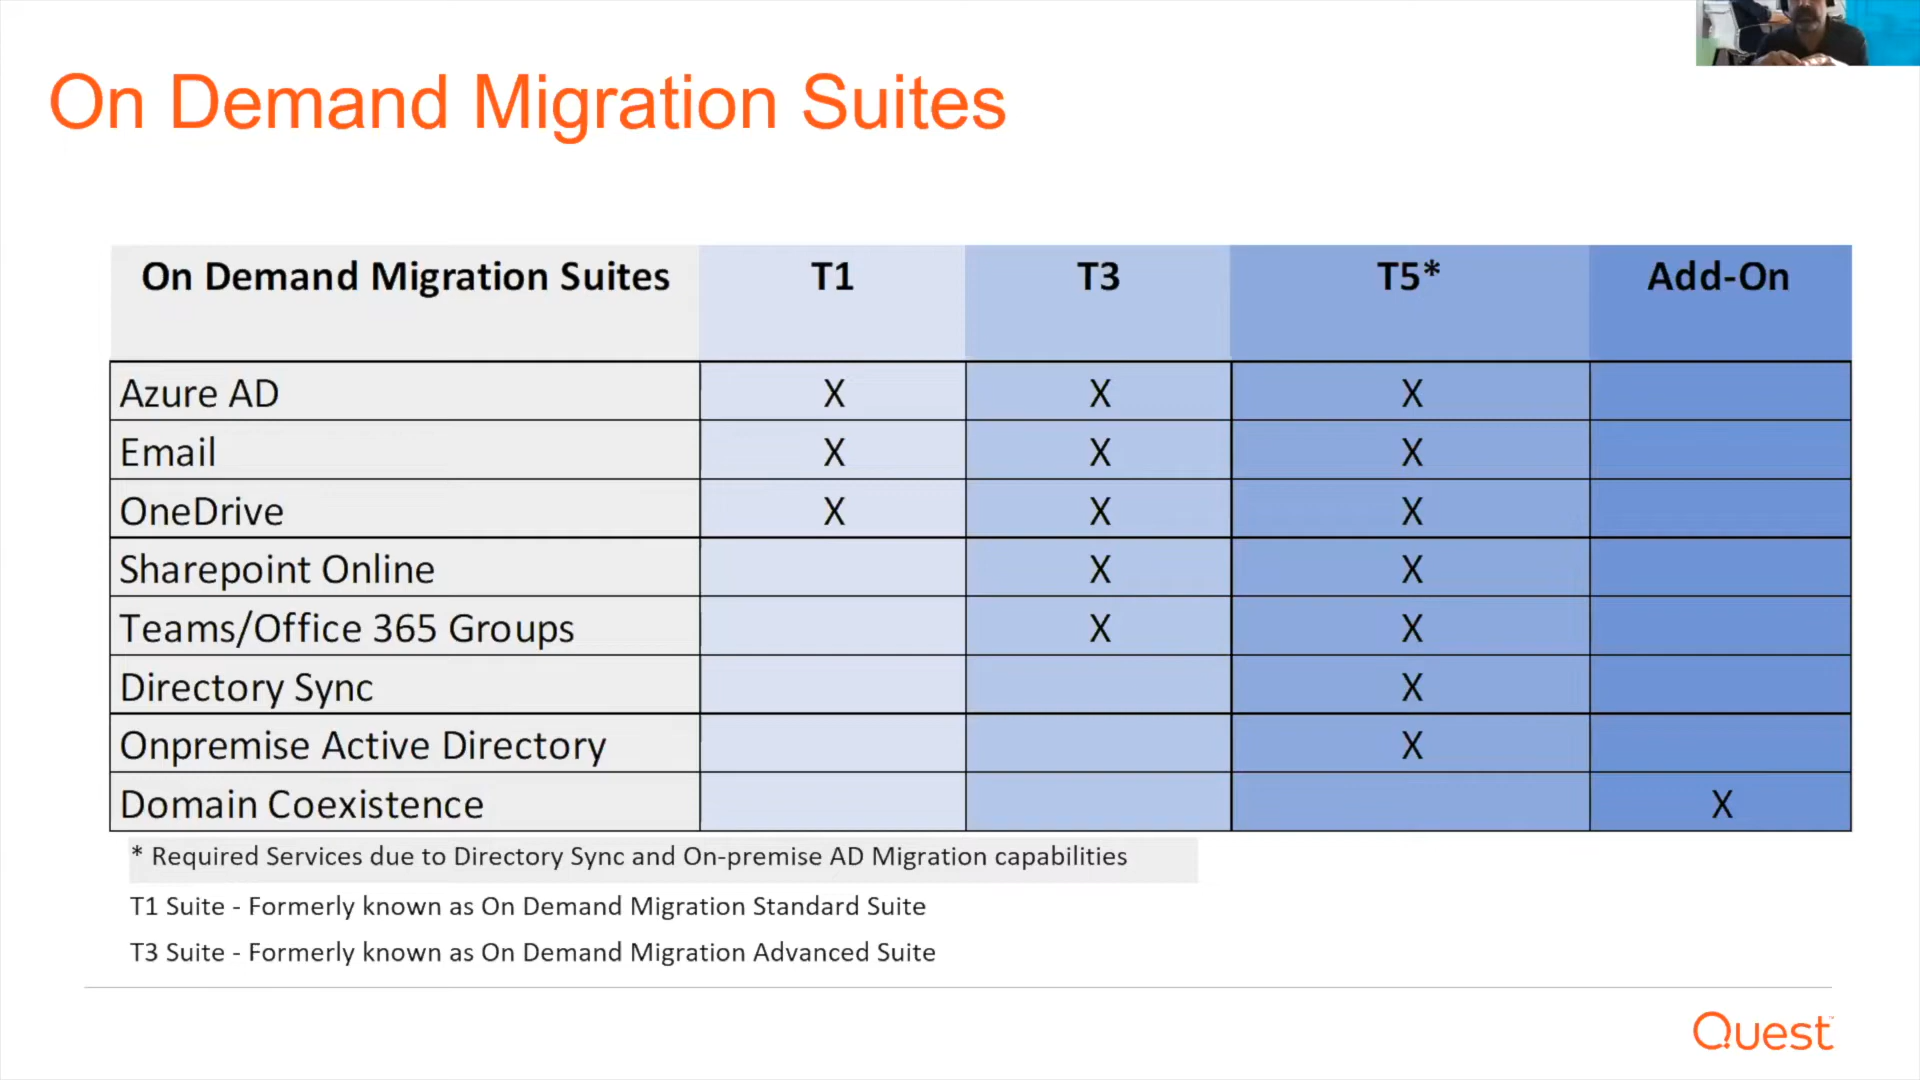 On Demand Migration Suites
On Demand Migration Suites T1 T3 T5* Add-On
Azure AD X X X
Email X X X
OneDrive X X X
Sharepoint Online X X
Teams/Office 365 Groups X X
Directory Sync X
Onpremise Active Directory X
Domain Coexistence X
* Required Services due to Directory Sync and On-premise AD Migration capabilities
T1 Suite - Formerly known as On Demand Migration Standard Suite
T3 Suite - Formerly known as On Demand Migration Advanced Suite
Quest